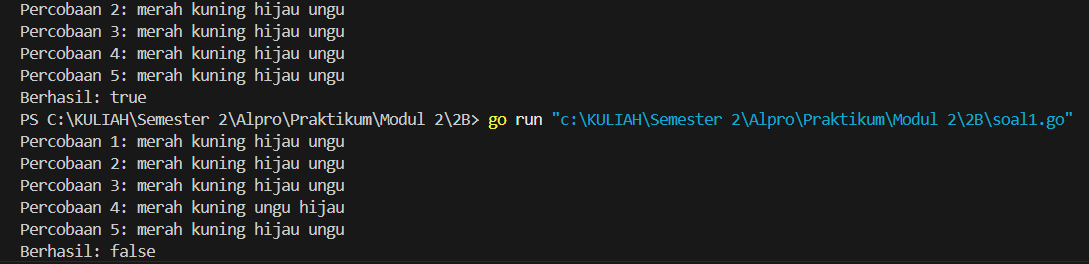 Percobaan 2: merah kuning hijau ungu
Percobaan 3: merah kuning hijau ungu
Percobaan 4: merah kuning hijau ungu
Percobaan 5: merah kuning hijau ungu
Berhasil: true
PS C:\KULIAH\Semester 2\Alpro\Praktikum\Modul 2\2B> go run "c:\KULIAH\Semester 2\Alpro\Praktikum\Modul 2\2B\soal1.go"
Percobaan 1: merah kuning hijau ungu
Percobaan 2: merah kuning hijau ungu
Percobaan 3: merah kuning hijau ungu
Percobaan 4: merah kuning ungu hijau
Percobaan 5: merah kuning hijau ungu
Berhasil: false